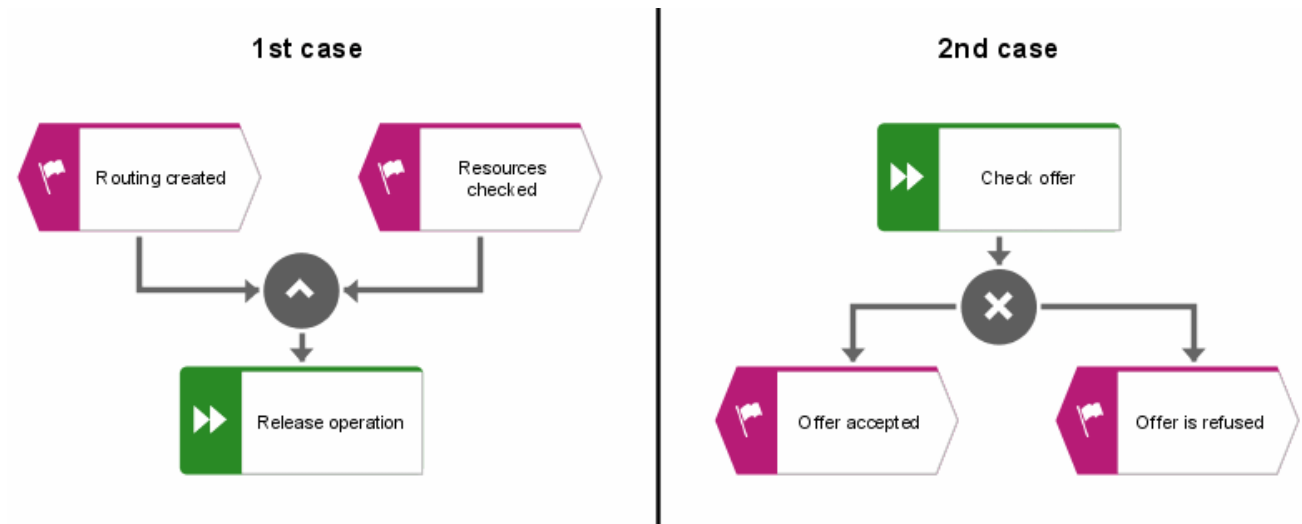 1st case
2nd case
Routing created
Resources
checked
Check offer
Release operation
Offer accepted
Offer is refused